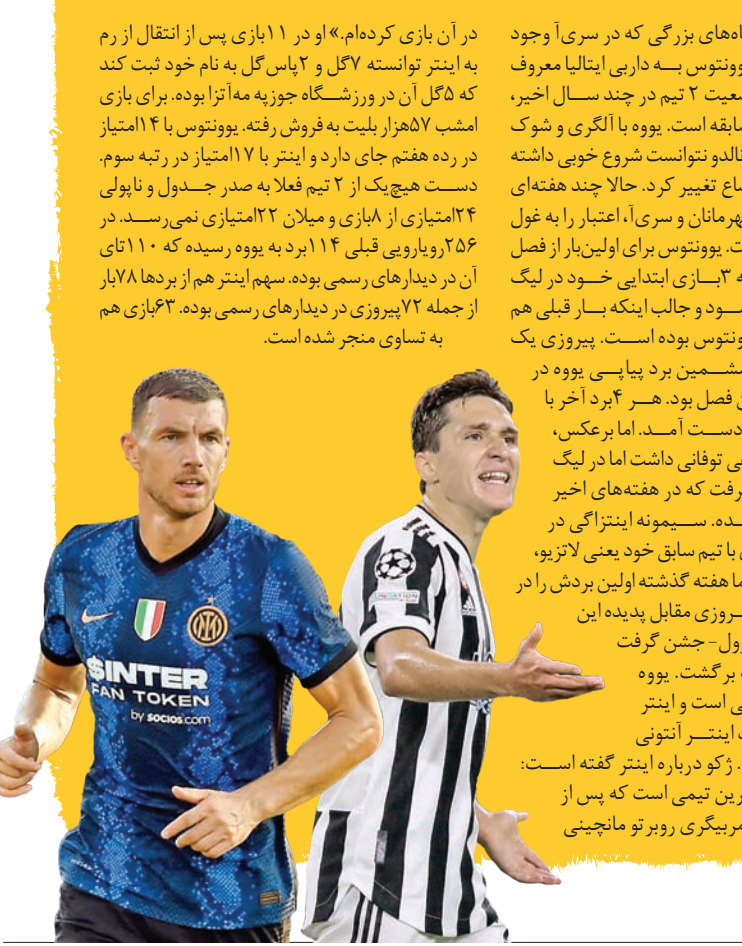 اه‌های بزرگی که در سری‌آ وجود
وونتوس به داربی ایتالیا معروف
ضعیت ۲ تیم در چند سال اخیر،
سابقه است. یووه با آلگری و شوک
نالدو نتوانست شروع خوبی داشته
ضاع تغییر کرد. حالا چند هفته‌ای
هرمانان و سری‌آ، اعتبار را به غول
ت. یوونتوس برای اولین‌بار از فصل
ه ۳بازی ابتدایی خود در لیگ
سود و جالب اینکه بار قبلی هم
ونتوس بوده است. پیروزی یک
ششمین برد پیاپی یووه در
ن فصل بود. هر ۴برد آخر با
دست آمد. اما برعکس،
ی توفانی داشت اما در لیگ
رفت که در هفته‌های اخیر
ده. سیمونه اینتزاگی در
ی با تیم سابق خود یعنی لاتزیو،
ما هفته گذشته اولین بردش را در
روزی مقابل پدیده این
رول- جشن گرفت
برگشت. یووه
ی است و اینتر
اینتر آنتونی
. ژکو درباره اینتر گفته است:
رین تیمی است که پس از
مربیگری روبرتو مانچینی
در آن بازی کرده‌ام.» او در ۱۱بازی پس از انتقال از رم
به اینتر توانسته ۷گل و ۲پاس گل به نام خود ثبت کند
که ۵گل آن در ورزشگاه جوزپه مه‌آتزا بوده. برای بازی
امشب ۵۷هزار بلیت به فروش رفته. یوونتوس با ۱۴امتیاز
در رده هفتم جای دارد و اینتر با ۱۷امتیاز در رتبه سوم.
دست هیچ‌یک از ۲ تیم فعلا به صدر جدول و ناپولی
۲۴امتیازی از ۸بازی و میلان ۲۲امتیازی نمی‌رسد. در
۲۵۶رویارویی قبلی ۱۱۴برد به یووه رسیده که ۱۱۰تای
آن در دیدارهای رسمی بوده. سهم اینتر هم از بردها ۷۸بار
از جمله ۷۲پیروزی در دیدارهای رسمی بوده. ۶۳بازی هم
به تساوی منجر شده است.
$INTER
FAN TOKEN
by socios.com